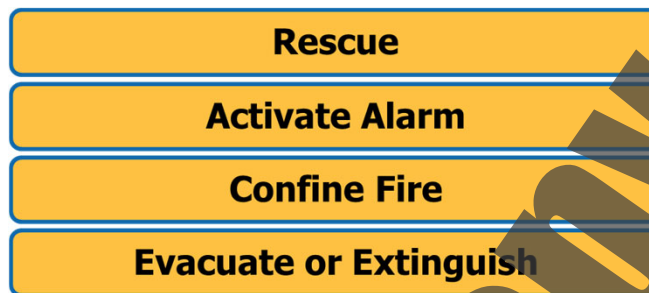 Rescue
Activate Alarm
Confine Fire
Evacuate or Extinguish